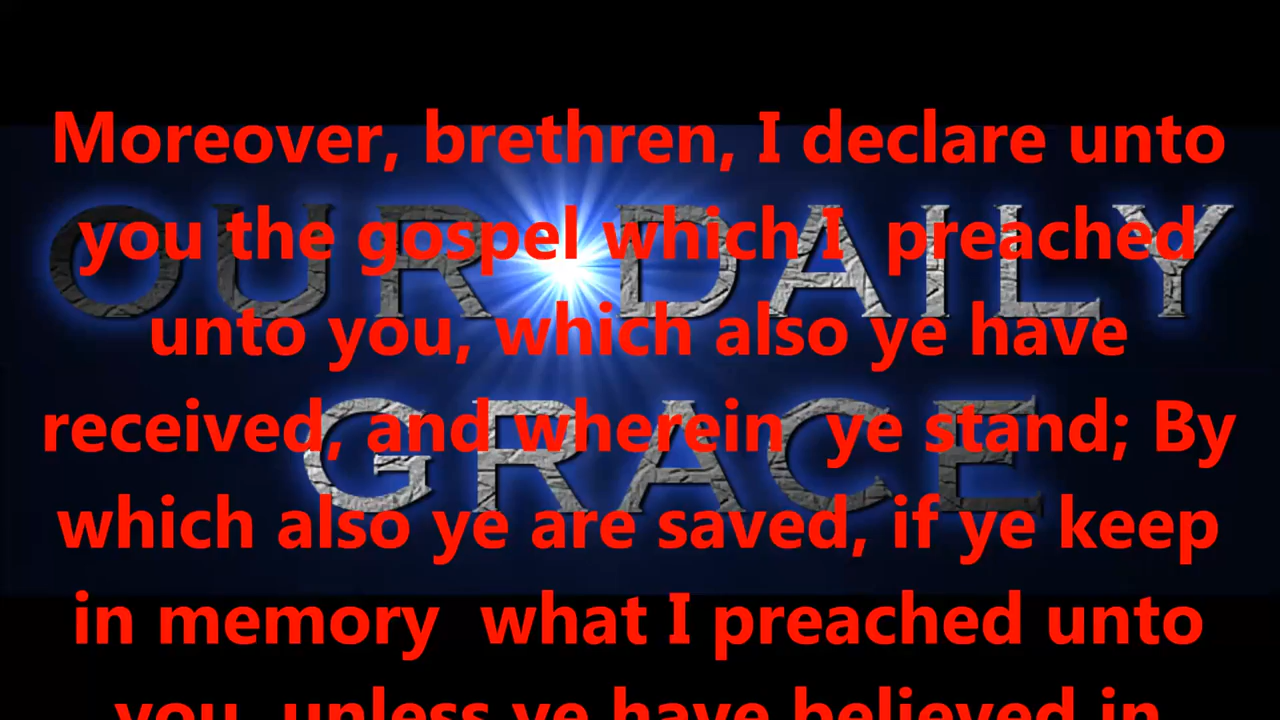 Moreover, brethren, I declare unto
you the gospel which I preached
unto you, which also ye have
received, and wherein ye stand; By
which also ye are saved, if ye keep
in memory what I preached unto
you, unless ye have believed in
OUR DAILY
GRACE